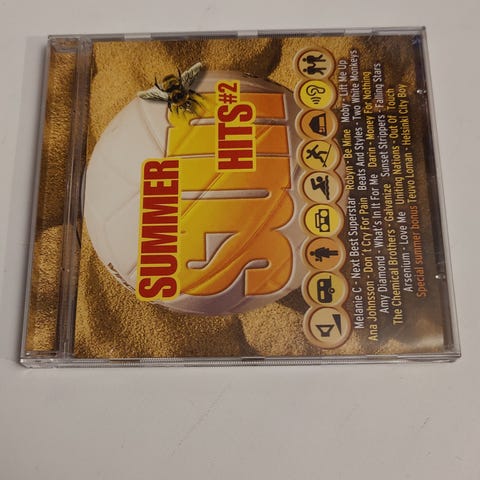 SUMMER
HITS#2
Melanie C - Next Best Superstar - Robyn - Be Mine - Moby - Lift Me Up
Ana Johnsson - Don't Cry For Pain - Beats And Styles - Two White Monkeys
Amy Diamond - What's In It For Me - Darin - Money For Nothing
The Chemical Brothers - Galvanize - Sunset Strippers - Falling Stars
Arsenium - Love Me - Uniting Nations - Out Of Touch
Special summer bonus Teuvo Loman - Helsinki City Boy